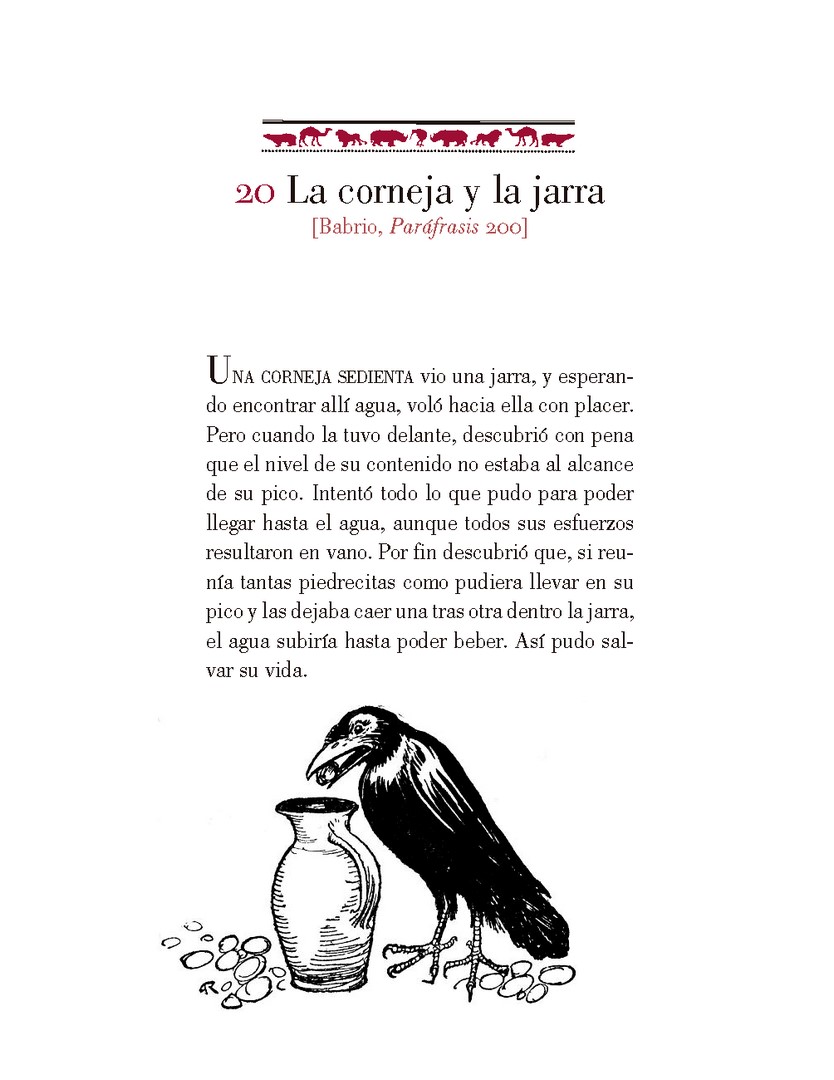 20 La corneja y la jarra
[Babrio, Paráfrasis 200]
UNA CORNEJA SEDIENTA vio una jarra, y esperan-
do encontrar allí agua, voló hacia ella con placer.
Pero cuando la tuvo delante, descubrió con pena
que el nivel de su contenido no estaba al alcance
de su pico. Intentó todo lo que pudo para poder
llegar hasta el agua, aunque todos sus esfuerzos
resultaron en vano. Por fin descubrió que, si reu-
nía tantas piedrecitas como pudiera llevar en su
pico y las dejaba caer una tras otra dentro la jarra,
el agua subiría hasta poder beber. Así pudo sal-
var su vida.